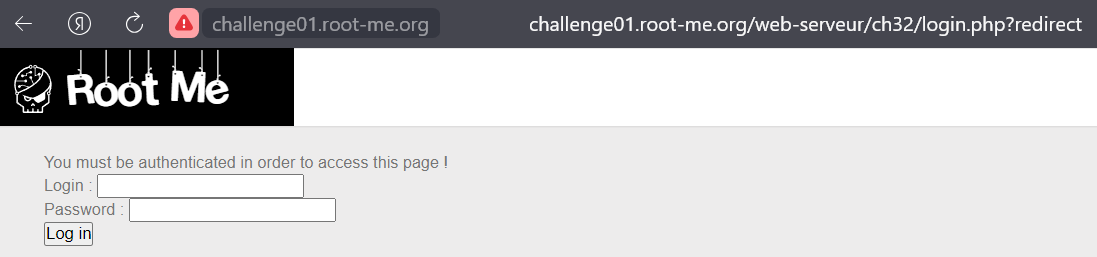 Я challenge01.root-me.org challenge01.root-me.org/web-serveur/ch32/login.php?redirect
Root Me
You must be authenticated in order to access this page !
Login :
Password :
Log in